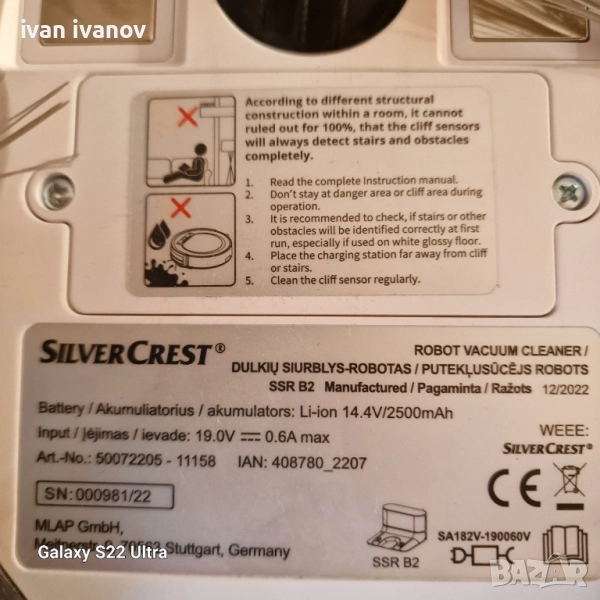 ivan ivanov
According to different structural
construction within a room, it cannot
ruled out for 100%, that the cliff sensors
will always detect stairs and obstacles
completely.
1. Read the complete Instruction manual.
2. Don't stay at danger area or cliff area during
operation.
3. It is recommended to check, if stairs or other
obstacles will be identified correctly at first
run, especially if used on white glossy floor.
4. Place the charging station far away from cliff
or stairs.
5. Clean the cliff sensor regularly.
SILVERCREST®
ROBOT VACUUM CLEANER /
DULKIŲ SIURBLYS-ROBOTAS / PUTEKĻUSŪCĒJS ROBOTS
SSR B2 Manufactured / Pagaminta / Ražots 12/2022
Battery / Akumuliatorius / akumulators: Li-ion 14.4V/2500mAh
Input / Įėjimas / ievade: 19.0V 0.6A max
Art.-No.: 50072205 - 11158 IAN: 408780_2207
WEEE:
SILVERCREST®
SN: 000981/22
CE
MLAP GmbH,
Meitnerstr. 9, 70563 Stuttgart, Germany
SSR B2
SA182V-190060V
Galaxy S22 Ultra
BAZAR